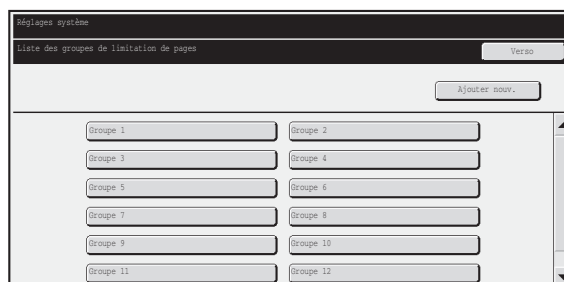 Réglages système
Liste des groupes de limitation de pages
Verso
Ajouter nouv.
Groupe 1 Groupe 2
Groupe 3 Groupe 4
Groupe 5 Groupe 6
Groupe 7 Groupe 8
Groupe 9 Groupe 10
Groupe 11 Groupe 12